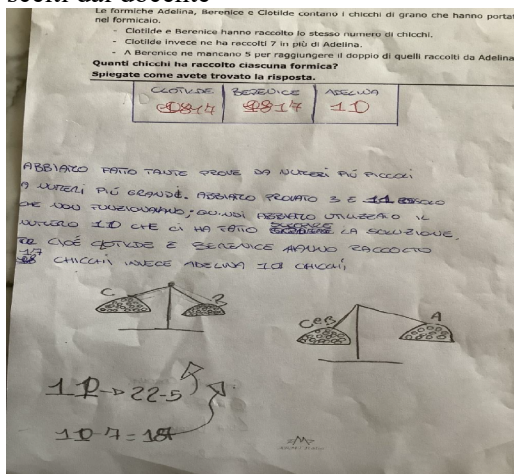 scelti dal docente
Le formiche Adelina, Berenice e Clotilde contano i chicchi di grano che hanno portat
nel formicaio.
- Clotilde e Berenice hanno raccolto lo stesso numero di chicchi.
- Clotilde invece ne ha raccolti 7 in più di Adelina.
- A Berenice ne mancano 5 per raggiungere il doppio di quelli raccolti da Adelina
Quanti chicchi ha raccolto ciascuna formica?
Spiegate come avete trovato la risposta.
CLOTILDE BERENICE ADELINA
17 17 10
ABBIAMO FATTO TANTE PROVE DA NUMERI PIÙ PICCOLI
A NUMERI PIÙ GRANDI. ABBIAMO PROVATO 3 E 11
CHE NON FUNZIONAVANO, QUINDI ABBIAMO UTILIZZATO IL
NUMERO 10 CHE CI HA FATTO LA SOLUZIONE.
CIOÈ CLOTILDE E BERENICE HANNO RACCOLTO
17 CHICCHI INVECE ADELINA 10 CHICCHI
C B
C e B A
22-5